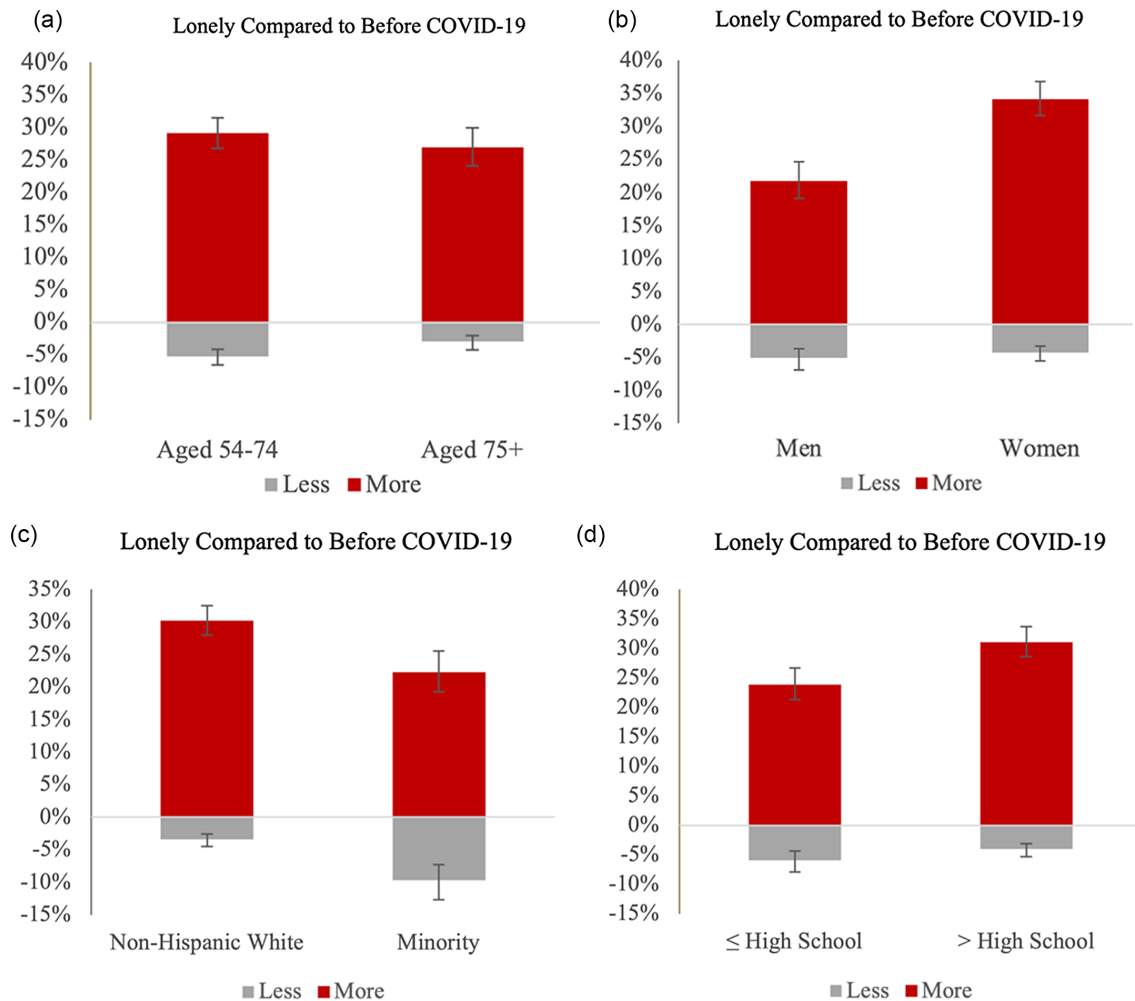 (a)
Lonely Compared to Before COVID-19
40%
35%
30%
25%
20%
15%
10%
5%
0%
-5%
-10%
-15%
Aged 54-74 Aged 75+
Less More
(b)
Lonely Compared to Before COVID-19
40%
35%
30%
25%
20%
15%
10%
5%
0%
-5%
-10%
-15%
Men Women
Less More
(c)
Lonely Compared to Before COVID-19
35%
30%
25%
20%
15%
10%
5%
0%
-5%
-10%
-15%
Non-Hispanic White Minority
Less More
(d)
Lonely Compared to Before COVID-19
40%
35%
30%
25%
20%
15%
10%
5%
0%
-5%
-10%
-15%
≤ High School > High School
Less More